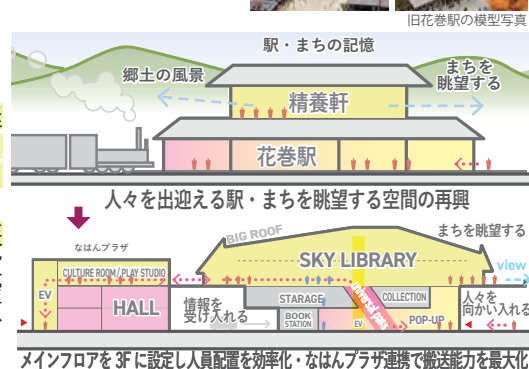 旧花巻駅の模型写真
駅・まちの記憶
郷土の風景
まちを
眺望する
精養軒
花巻駅
人々を出迎える駅・まちを眺望する空間の再興
なはんプラザ
BIG ROOF
まちを眺望する
SKY LIBRARY
view
CULTURE ROOM/PLAY STUDIO
EV
HALL
情報を
受け入れる
STARAGE
COLLECTION
BOOK
STATION
EV
universal pass
POP-UP
人々を
向かい入れる
メインフロアを3Fに設定し人員配置を効率化・なはんプラザ連携で搬送能力を最大化